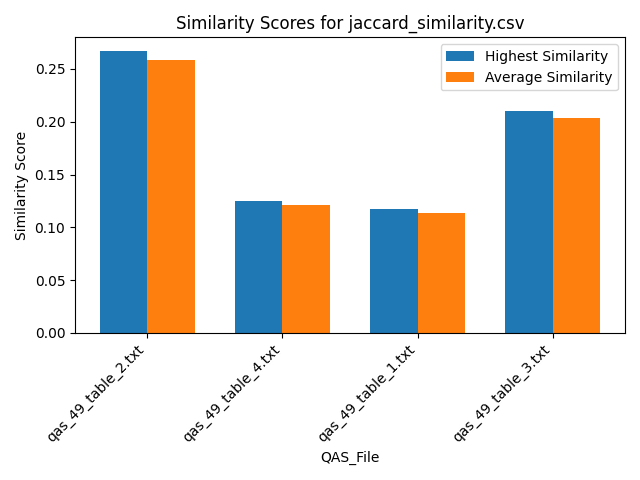 Similarity Scores for jaccard_similarity.csv
Highest Similarity
Average Similarity
Similarity Score
0.25
0.20
0.15
0.10
0.05
0.00
qas_49_table_2.txt
qas_49_table_4.txt
qas_49_table_1.txt
qas_49_table_3.txt
QAS_File